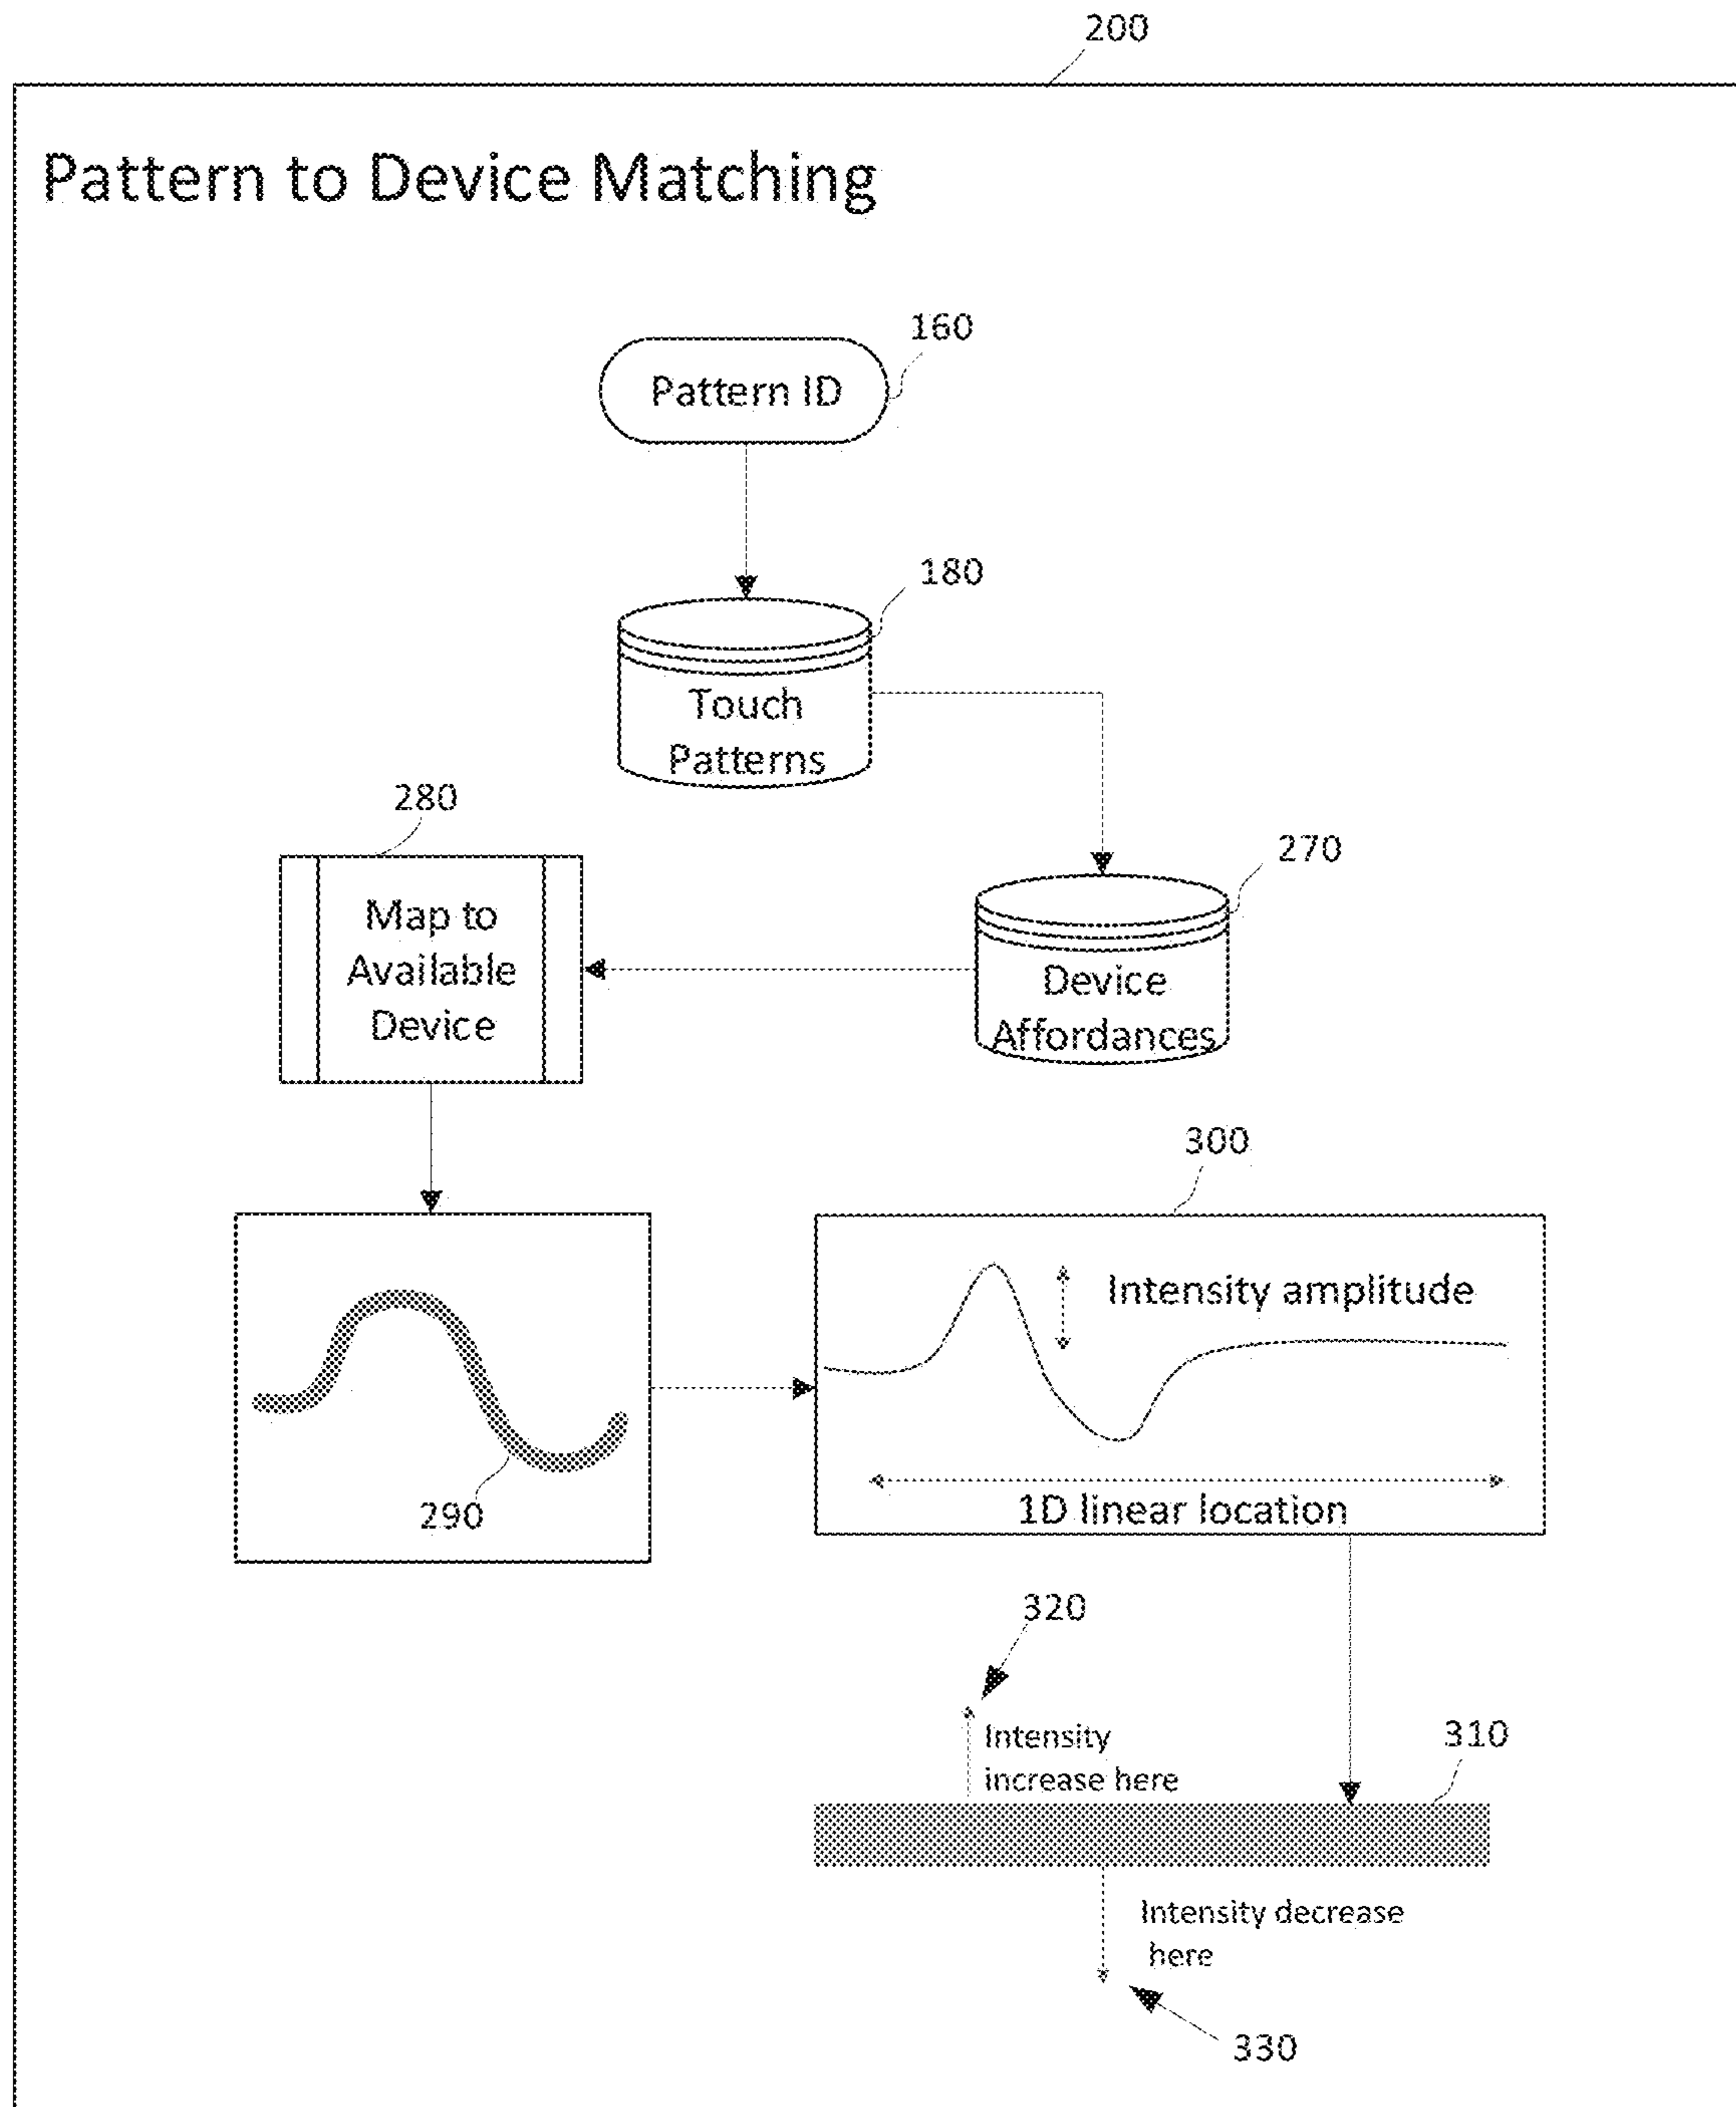 200
Pattern to Device Matching
160
Pattern ID
180
Touch
Patterns
280
270
Map to
Available
Device
Device
Affordances
300
Intensity amplitude
290
1D linear location
320
Intensity
increase here
310
Intensity decrease
here
330